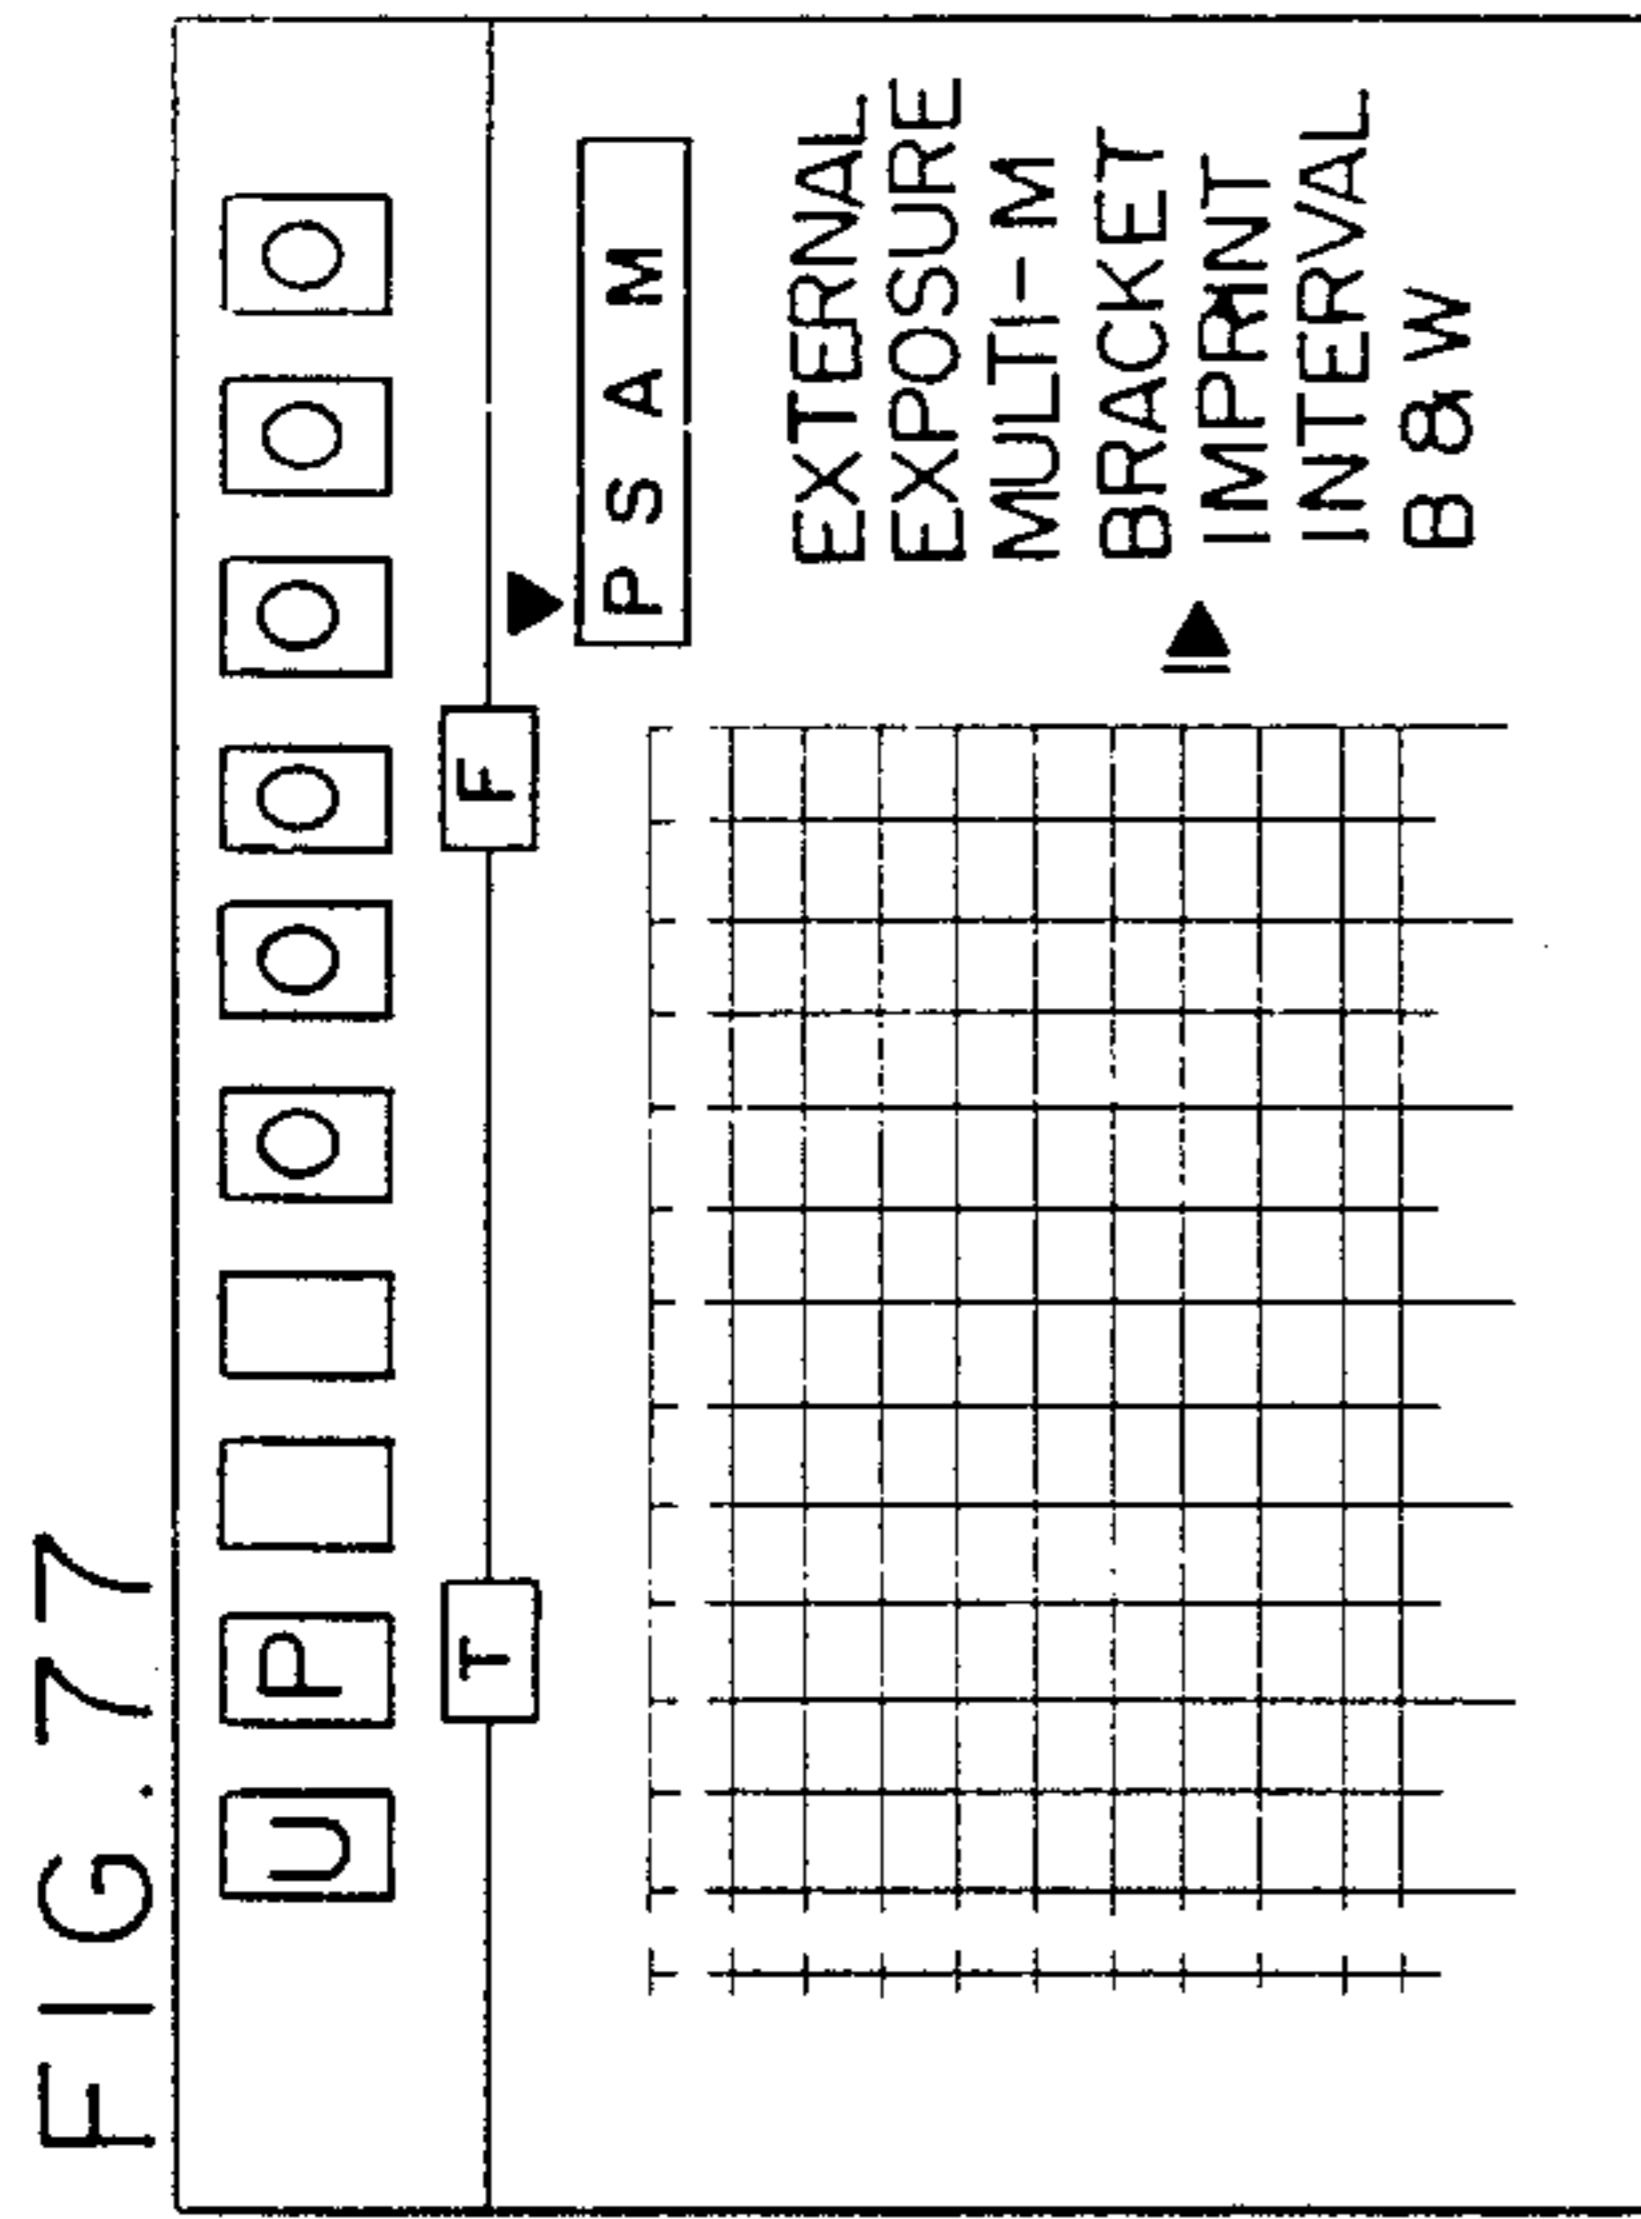 FIG.77
U P O O O O O O
T F
P S A M
EXTERNAL
EXPOSURE
MULTI-M
BRACKET
IMPRINT
INTERVAL
B & W